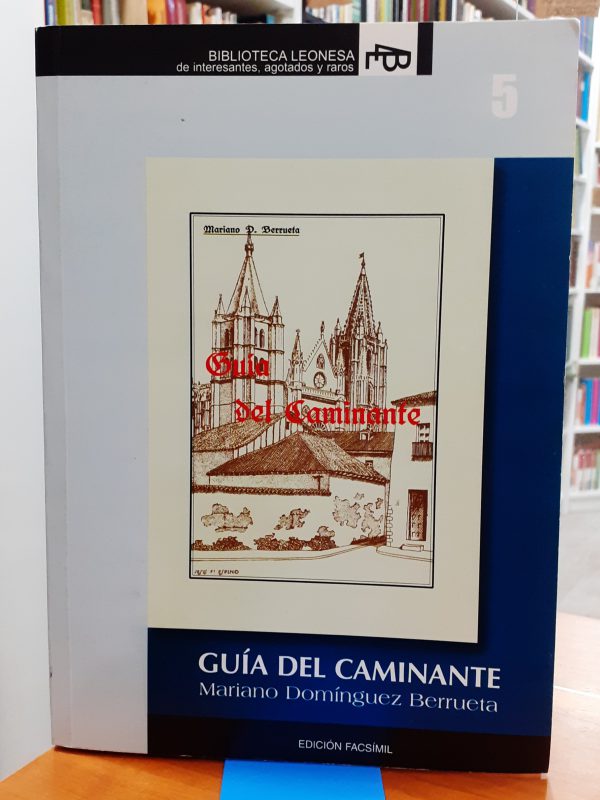 BIBLIOTECA LEONESA
de interesantes, agotados y raros
5
Mariano D. Berrueta
Guía
del Caminante
GUÍA DEL CAMINANTE
Mariano Domínguez Berrueta
EDICIÓN FACSÍMIL